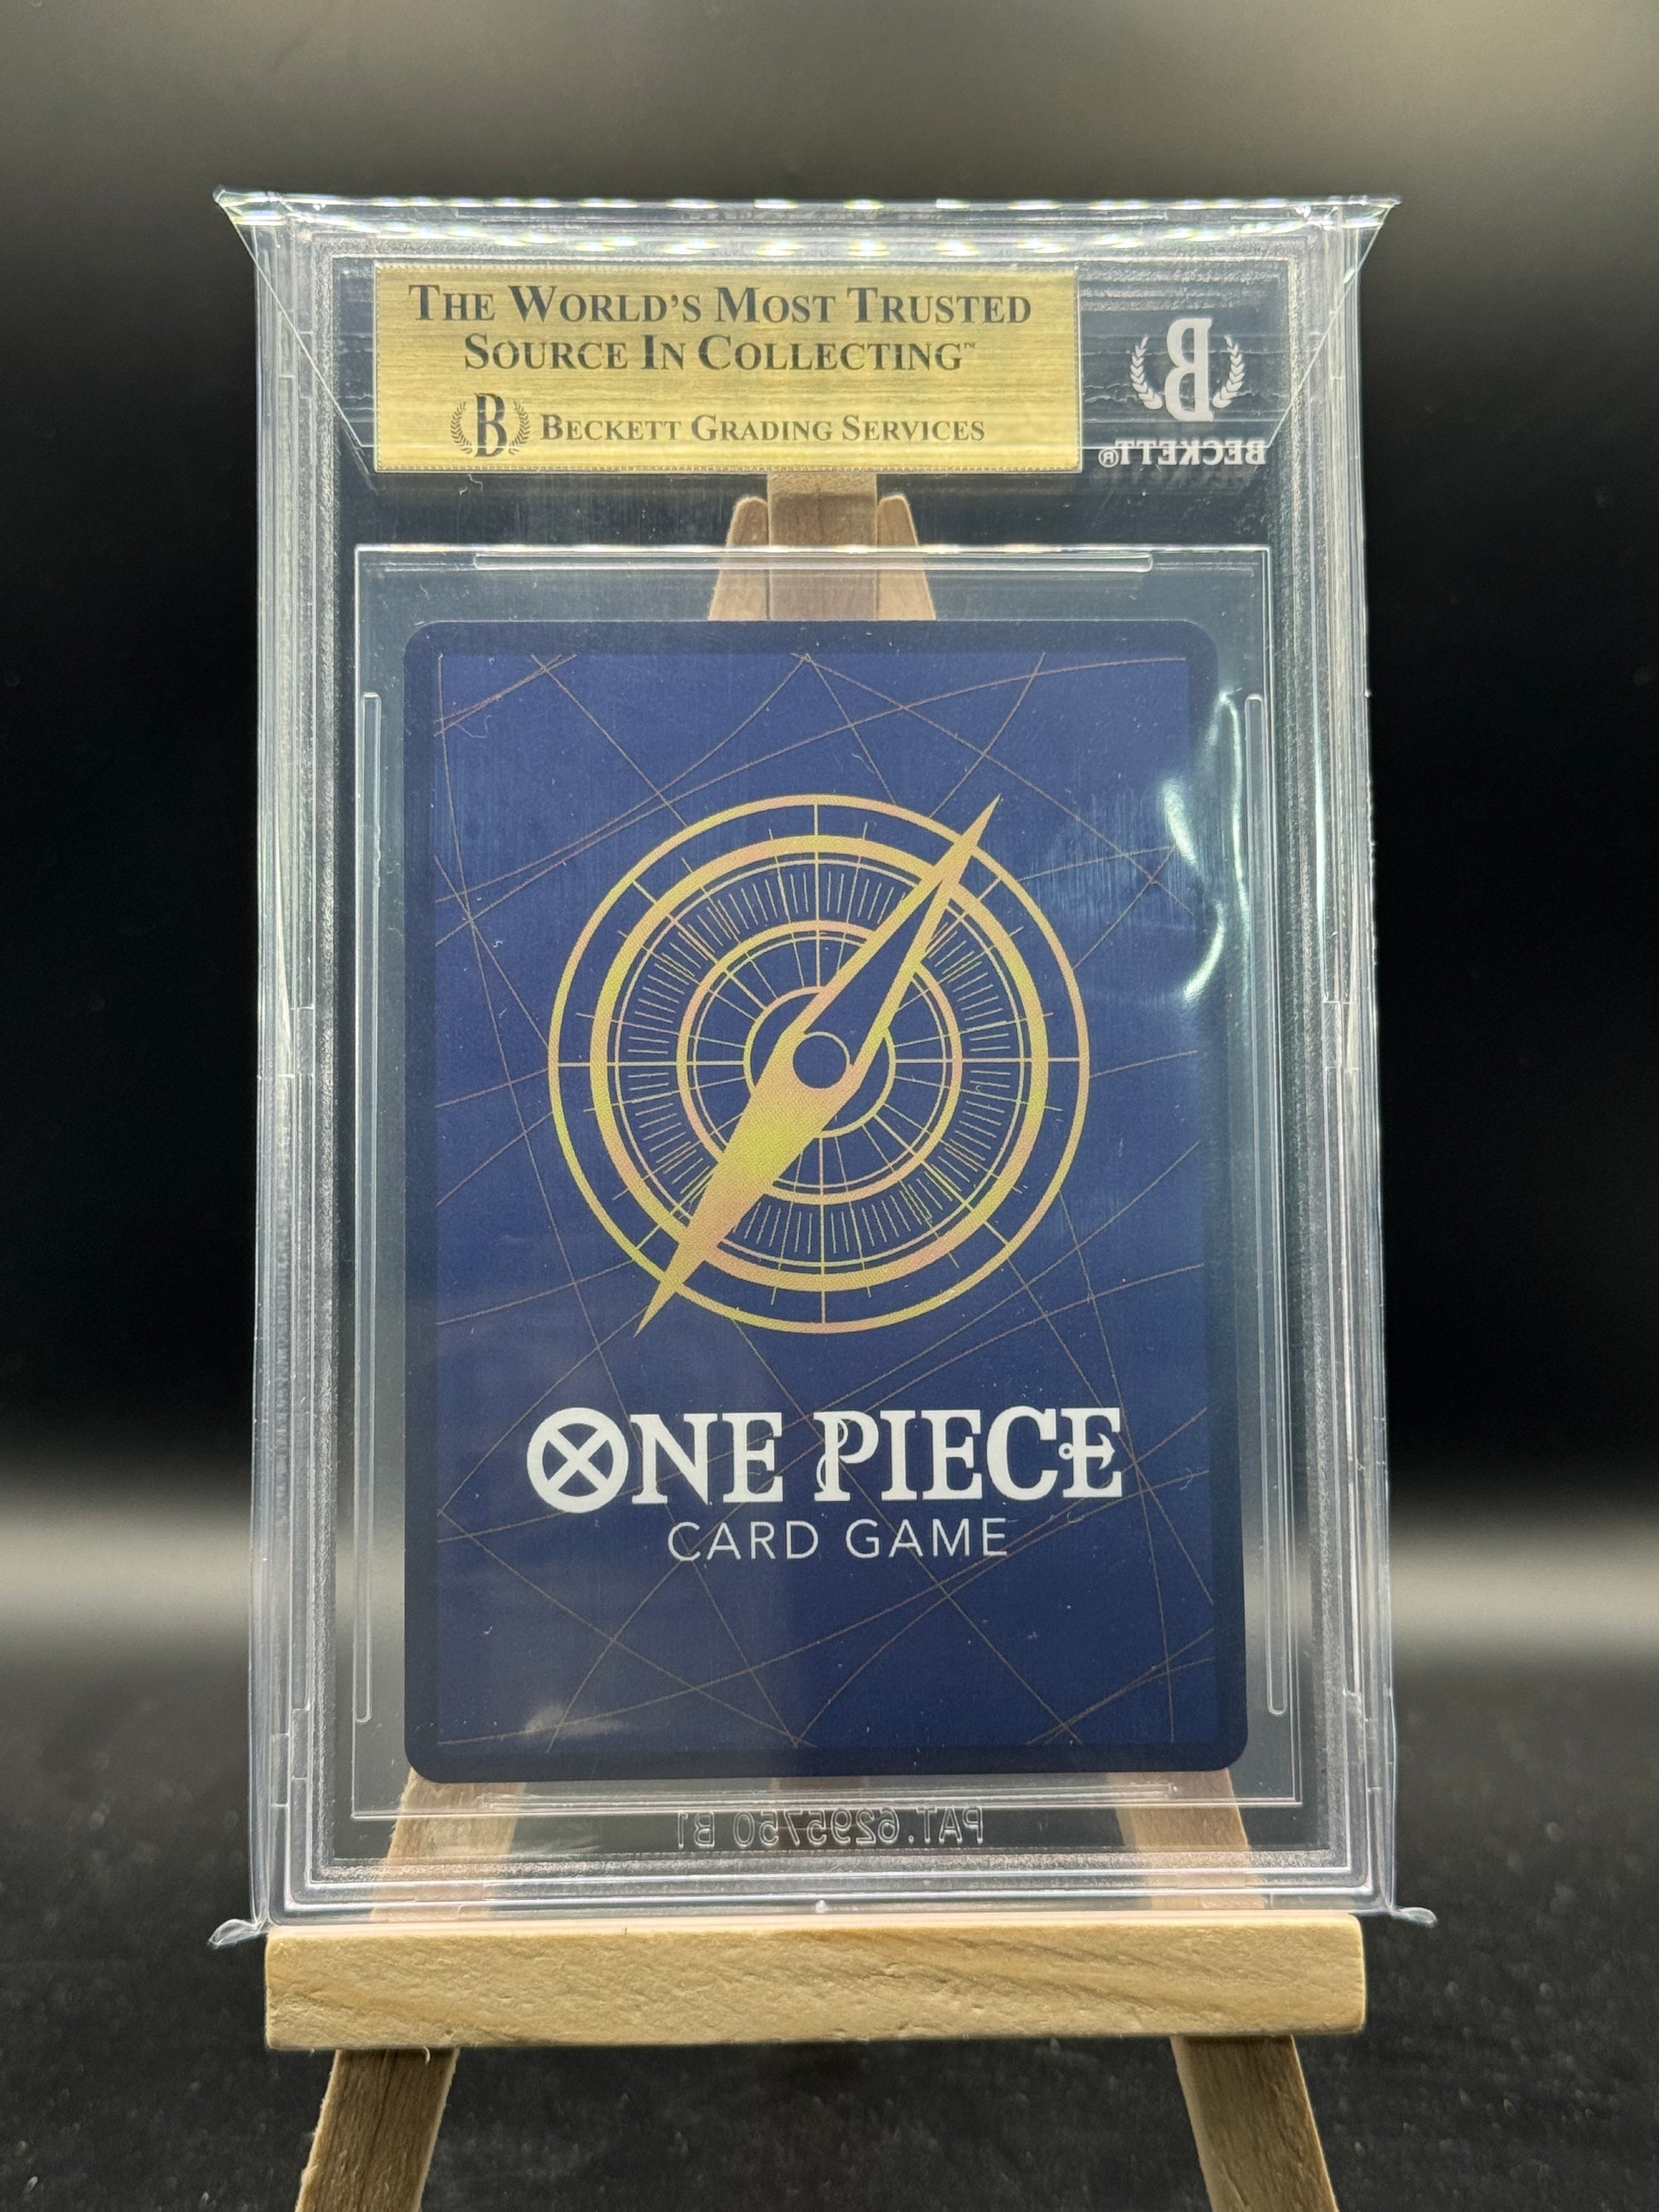 THE WORLD'S MOST TRUSTED
SOURCE IN COLLECTING™
B BECKETT GRADING SERVICES
B
BECKETT®
ONE PIECE
CARD GAME
PAT.6295750 B1